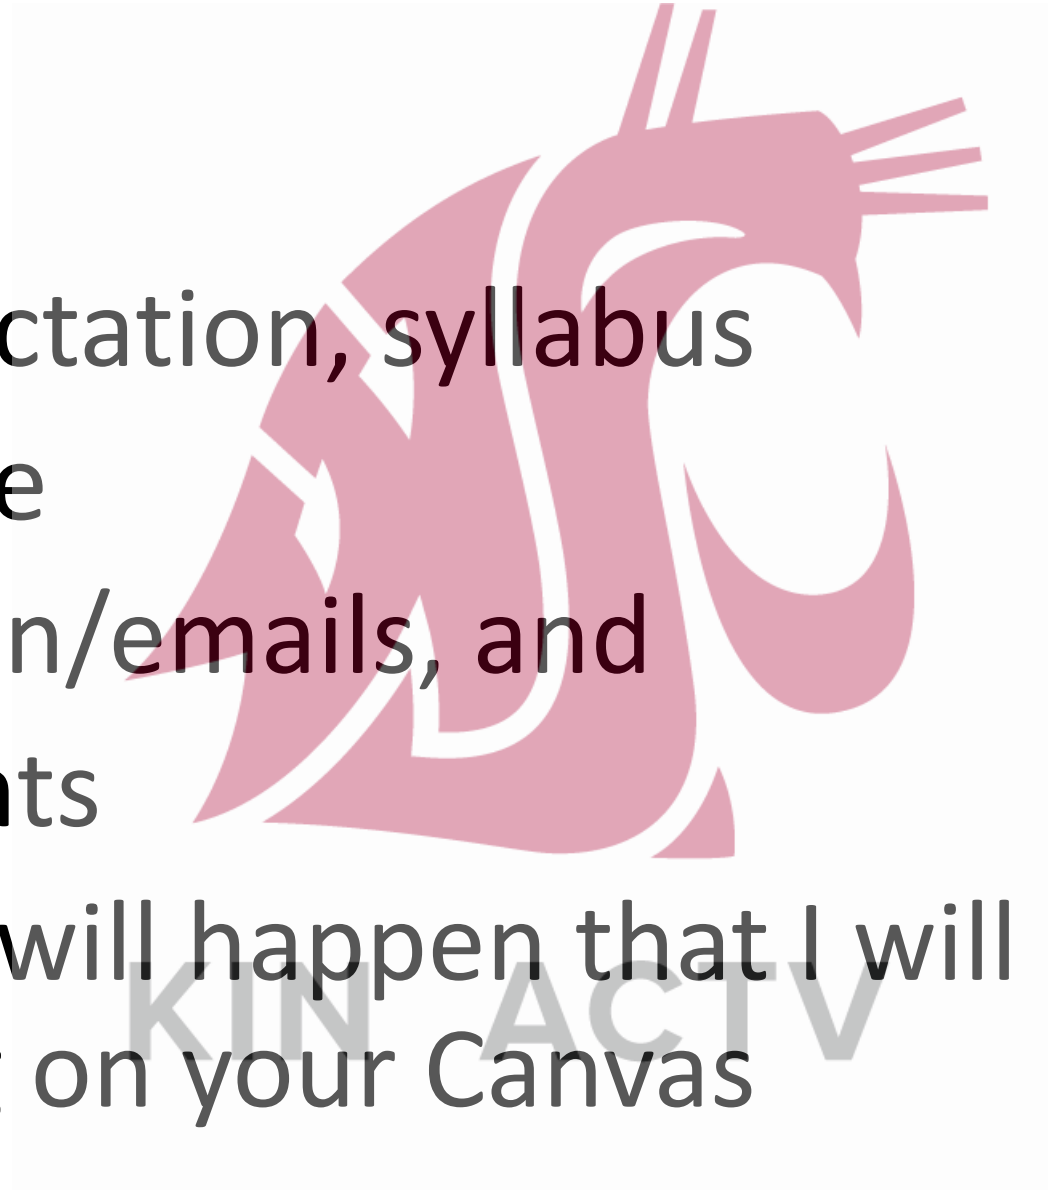 ctation, syllabus
e
n/emails, and
nts
will happen that I will
KIN ACTV
on your Canvas